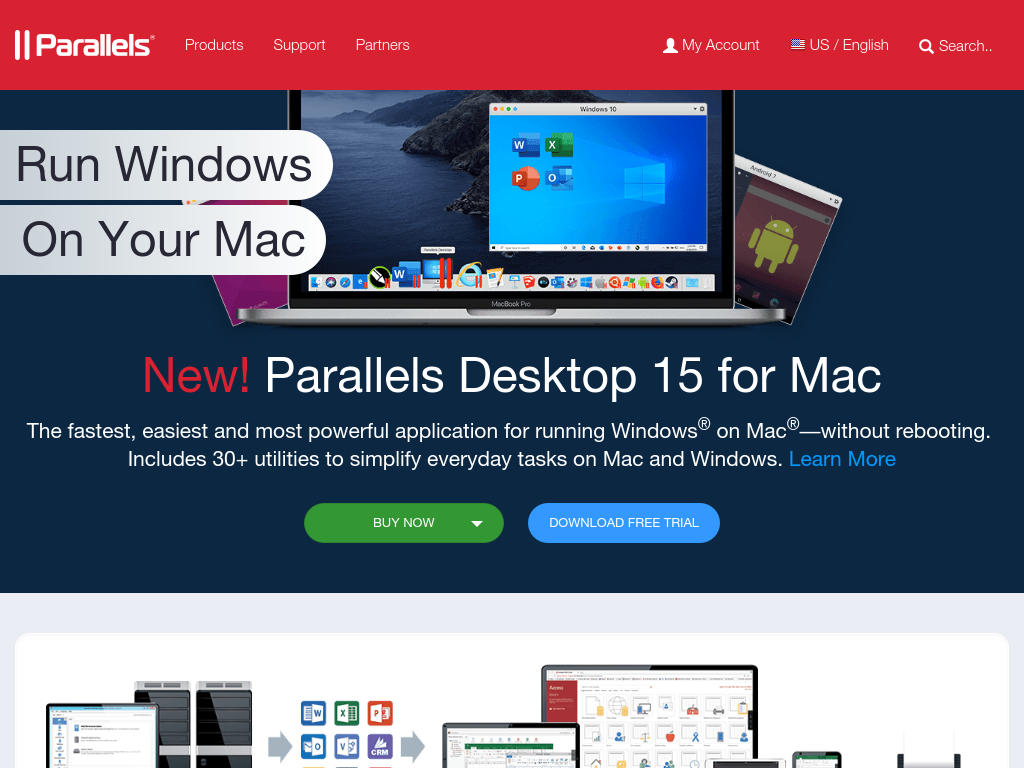 Parallels®
Products
Support
Partners
My Account
US / English
Search..
Windows 10
Android 7
Run Windows
On Your Mac
Parallels Desktop
MacBook Pro
New! Parallels Desktop 15 for Mac
The fastest, easiest and most powerful application for running Windows® on Mac®—without rebooting.
Includes 30+ utilities to simplify everyday tasks on Mac and Windows. Learn More
BUY NOW
DOWNLOAD FREE TRIAL
Access
CRM